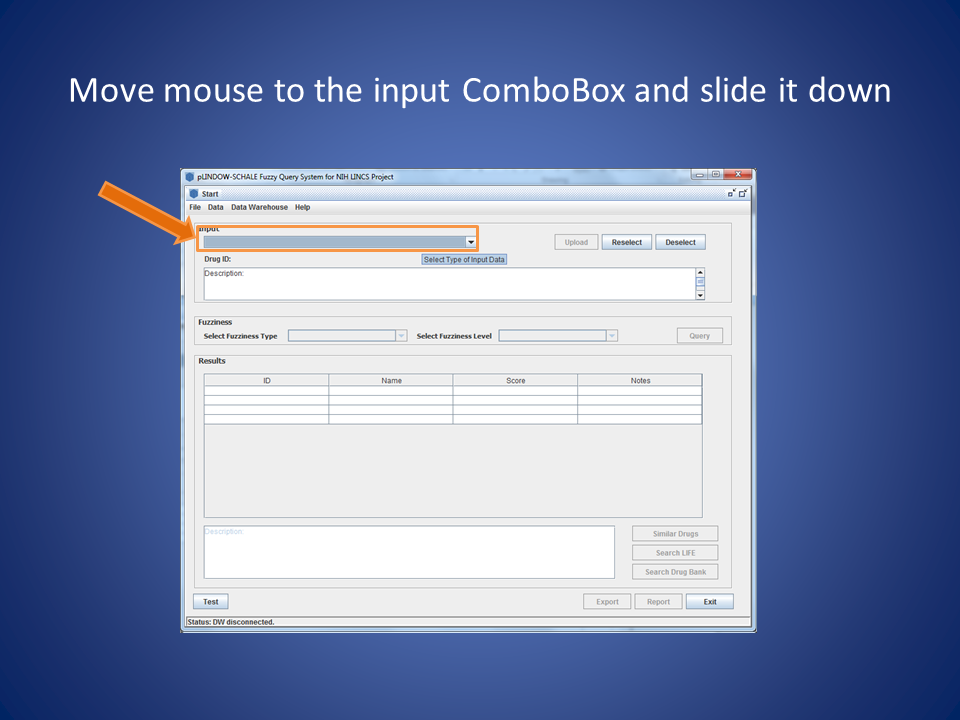 Move mouse to the input ComboBox and slide it down
pLINDOW-SCHALE Fuzzy Query System for NIH LINCS Project
Start
File Data Data Warehouse Help
Input
Upload Reselect Deselect
Drug ID: Select Type of Input Data
Description:
Fuzziness
Select Fuzziness Type Select Fuzziness Level Query
Results
ID Name Score Notes
Description:
Similar Drugs
Search LIFE
Search Drug Bank
Test Export Report Exit
Status: DW disconnected.